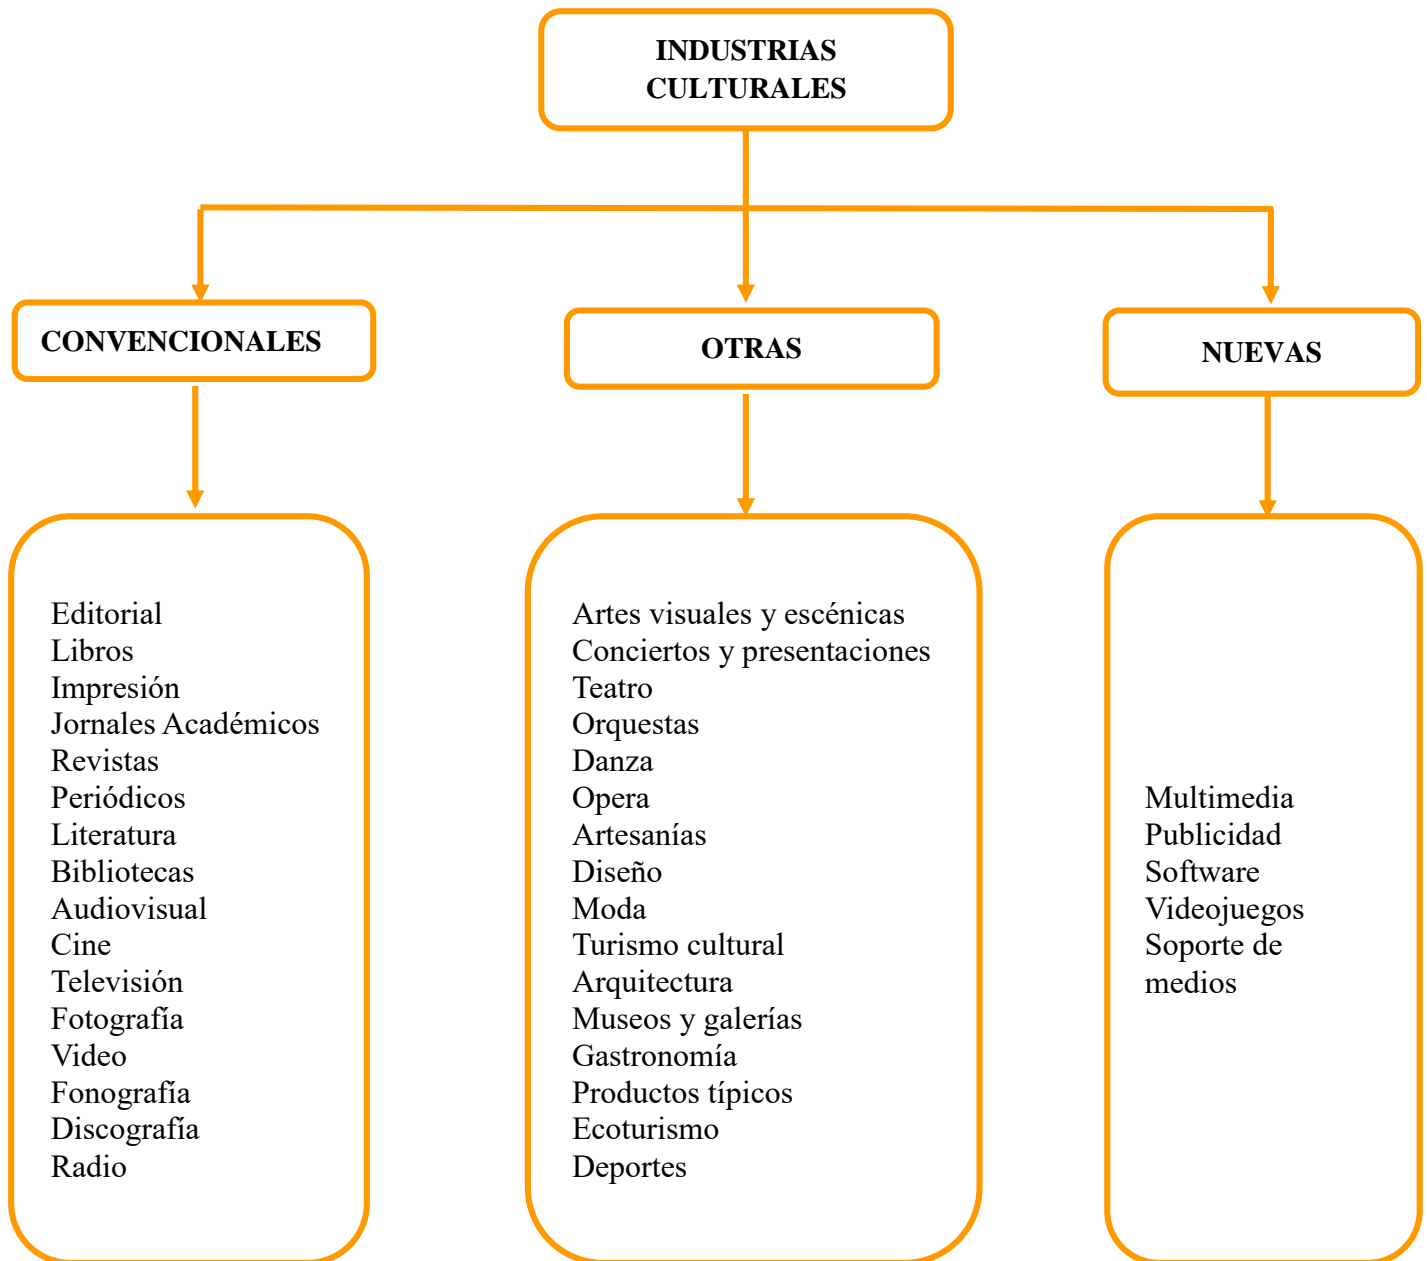 INDUSTRIAS
CULTURALES
CONVENCIONALES
OTRAS
NUEVAS
Editorial
Libros
Impresión
Jornales Académicos
Revistas
Periódicos
Literatura
Bibliotecas
Audiovisual
Cine
Televisión
Fotografía
Video
Fonografía
Discografía
Radio
Artes visuales y escénicas
Conciertos y presentaciones
Teatro
Orquestas
Danza
Opera
Artesanías
Diseño
Moda
Turismo cultural
Arquitectura
Museos y galerías
Gastronomía
Productos típicos
Ecoturismo
Deportes
Multimedia
Publicidad
Software
Videojuegos
Soporte de
medios